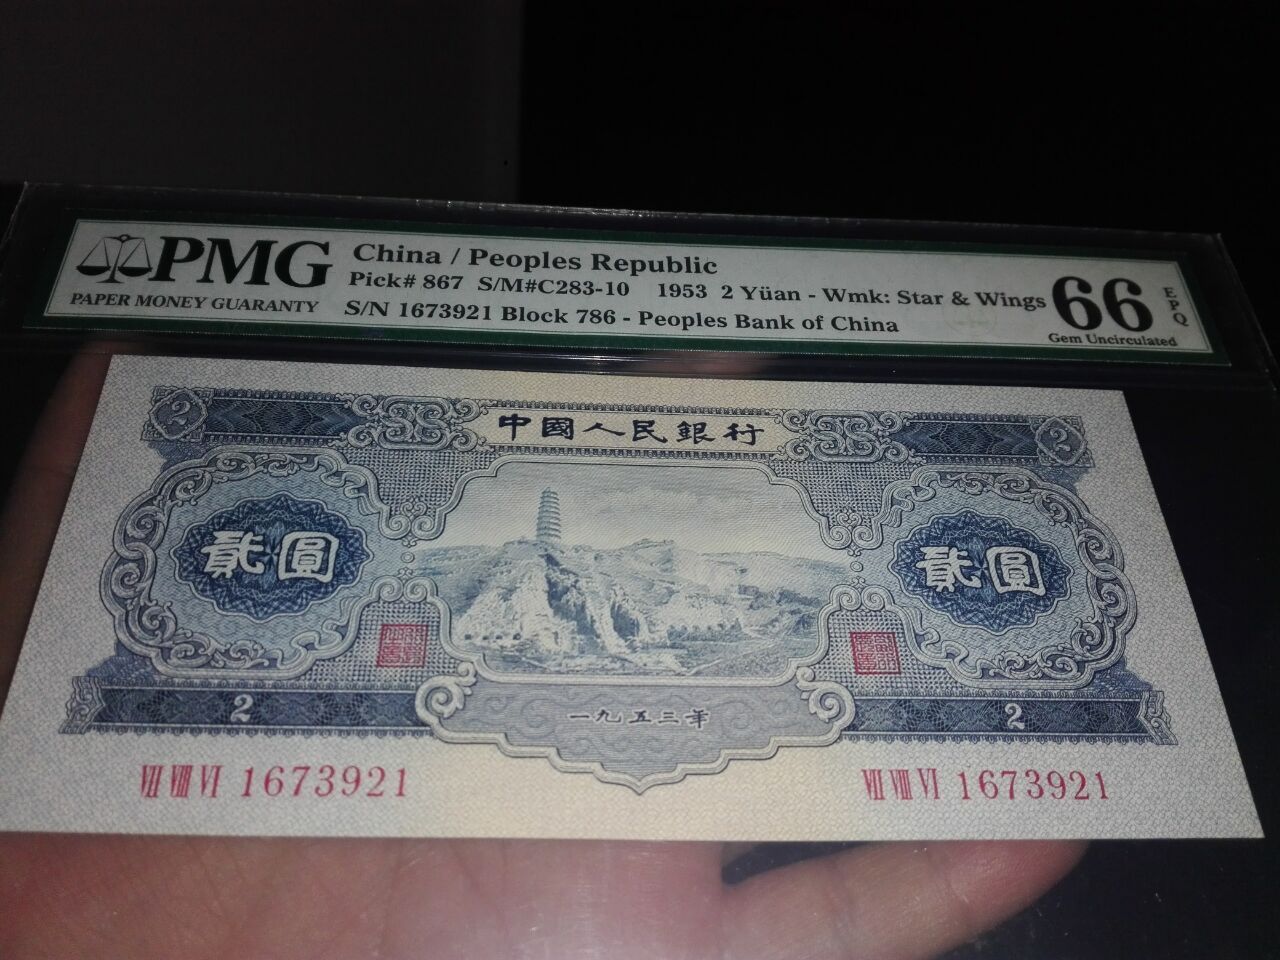 PMG
PAPER MONEY GUARANTY
China / Peoples Republic
Pick# 867 S/M#C283-10 1953 2 Yüan - Wmk: Star & Wings
S/N 1673921 Block 786 - Peoples Bank of China
66
EPQ
Gem Uncirculated
2
中國人民銀行
2
貳圓
貳圓
2
一九五三年
2
VII VIII VI 1673921
VII VIII VI 1673921